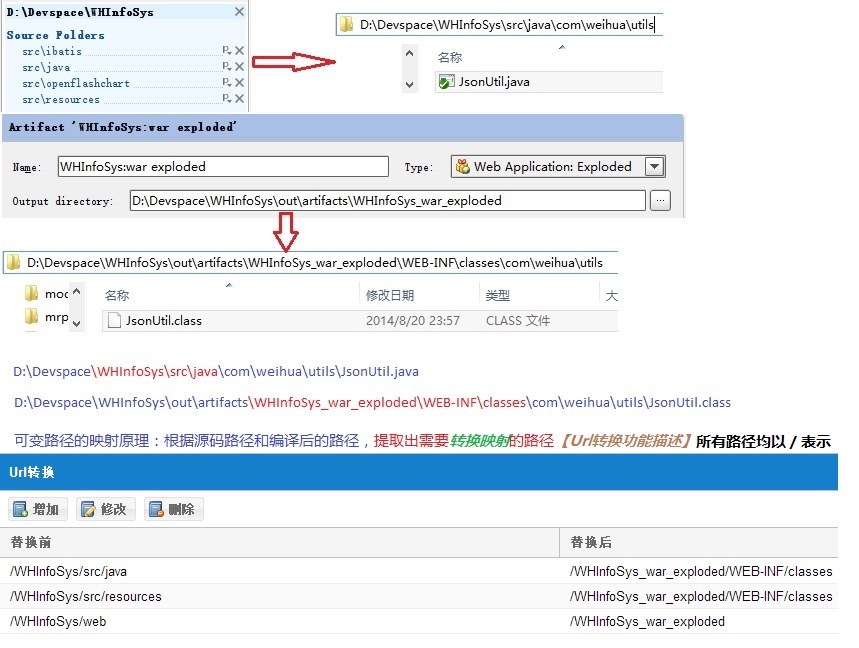 D:\Devspace\WHInfoSys
Source Folders
src\ibatis
src\java
src\openflashchart
src\resources
D:\Devspace\WHInfoSys\src\java\com\weihua\utils
名称
JsonUtil.java
Artifact 'WHInfoSys:war exploded'
Name: WHInfoSys:war exploded Type: Web Application: Exploded
Output directory: D:\Devspace\WHInfoSys\out\artifacts\WHInfoSys_war_exploded ...
D:\Devspace\WHInfoSys\out\artifacts\WHInfoSys_war_exploded\WEB-INF\classes\com\weihua\utils
moc 名称 修改日期 类型 大
mrp JsonUtil.class 2014/8/20 23:57 CLASS 文件
D:\Devspace\WHInfoSys\src\java\com\weihua\utils\JsonUtil.java
D:\Devspace\WHInfoSys\out\artifacts\WHInfoSys_war_exploded\WEB-INF\classes\com\weihua\utils\JsonUtil.class
可变路径的映射原理：根据源码路径和编译后的路径，提取出需要转换映射的路径【Url转换功能描述】所有路径均以 / 表示
Url转换
增加 修改 删除
替换前 替换后
/WHInfoSys/src/java /WHInfoSys_war_exploded/WEB-INF/classes
/WHInfoSys/src/resources /WHInfoSys_war_exploded/WEB-INF/classes
/WHInfoSys/web /WHInfoSys_war_exploded